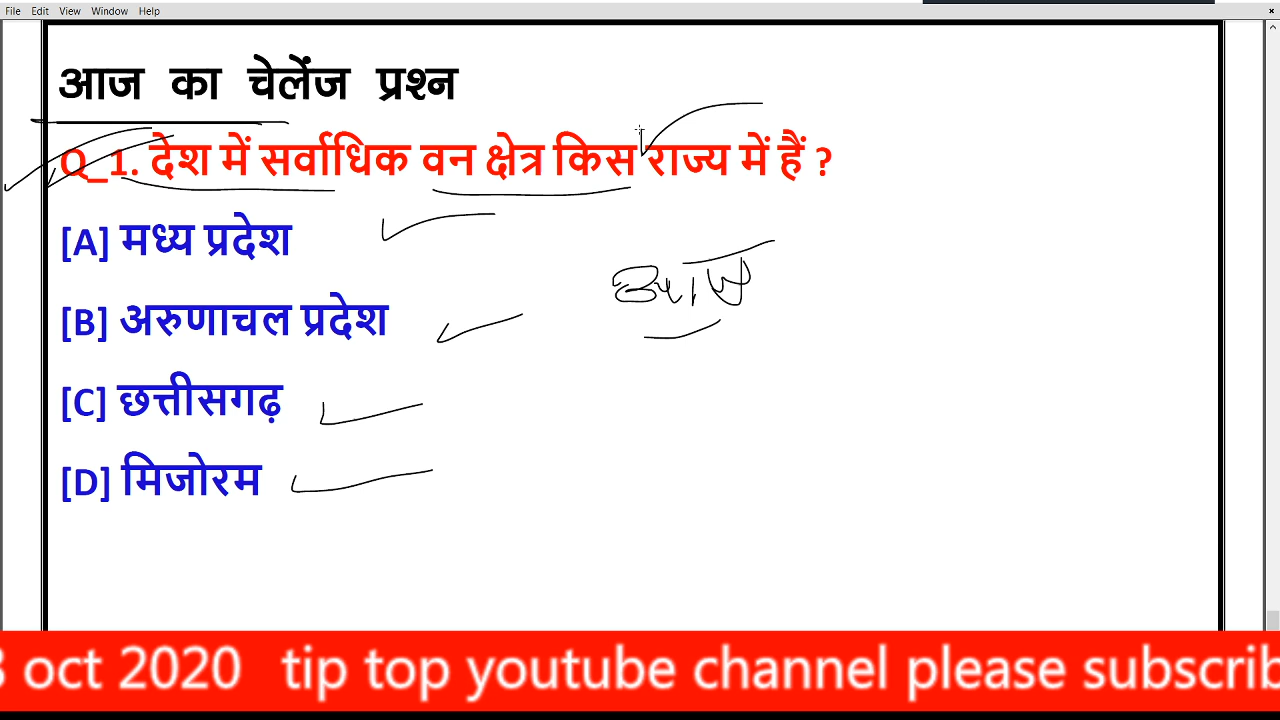 File Edit View Window Help
आज का चेलेंज प्रश्न
Q_1. देश में सर्वाधिक वन क्षेत्र किस राज्य में हैं ?
[A] मध्य प्रदेश
[B] अरुणाचल प्रदेश
[C] छत्तीसगढ़
[D] मिजोरम
oct 2020 tip top youtube channel please